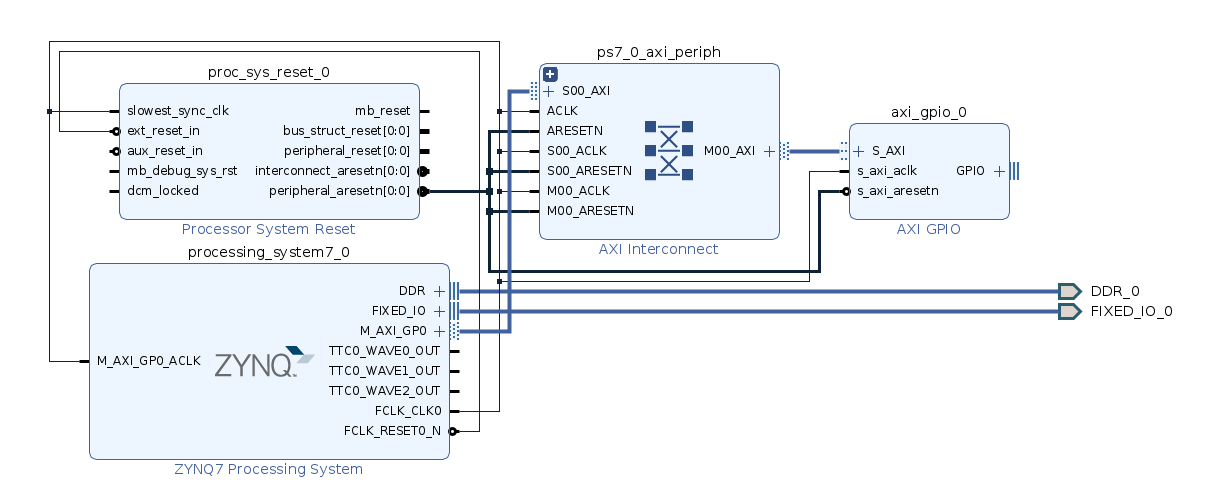 proc_sys_reset_0
slowest_sync_clk
ext_reset_in
aux_reset_in
mb_debug_sys_rst
dcm_locked
mb_reset
bus_struct_reset[0:0]
peripheral_reset[0:0]
interconnect_aresetn[0:0]
peripheral_aresetn[0:0]
Processor System Reset
ps7_0_axi_periph
S00_AXI
ACLK
ARESETN
S00_ACLK
S00_ARESETN
M00_ACLK
M00_ARESETN
M00_AXI
AXI Interconnect
axi_gpio_0
S_AXI
s_axi_aclk
s_axi_aresetn
GPIO
AXI GPIO
processing_system7_0
M_AXI_GP0_ACLK
ZYNQ
DDR
FIXED_IO
M_AXI_GP0
TTC0_WAVE0_OUT
TTC0_WAVE1_OUT
TTC0_WAVE2_OUT
FCLK_CLK0
FCLK_RESET0_N
ZYNQ7 Processing System
DDR_0
FIXED_IO_0